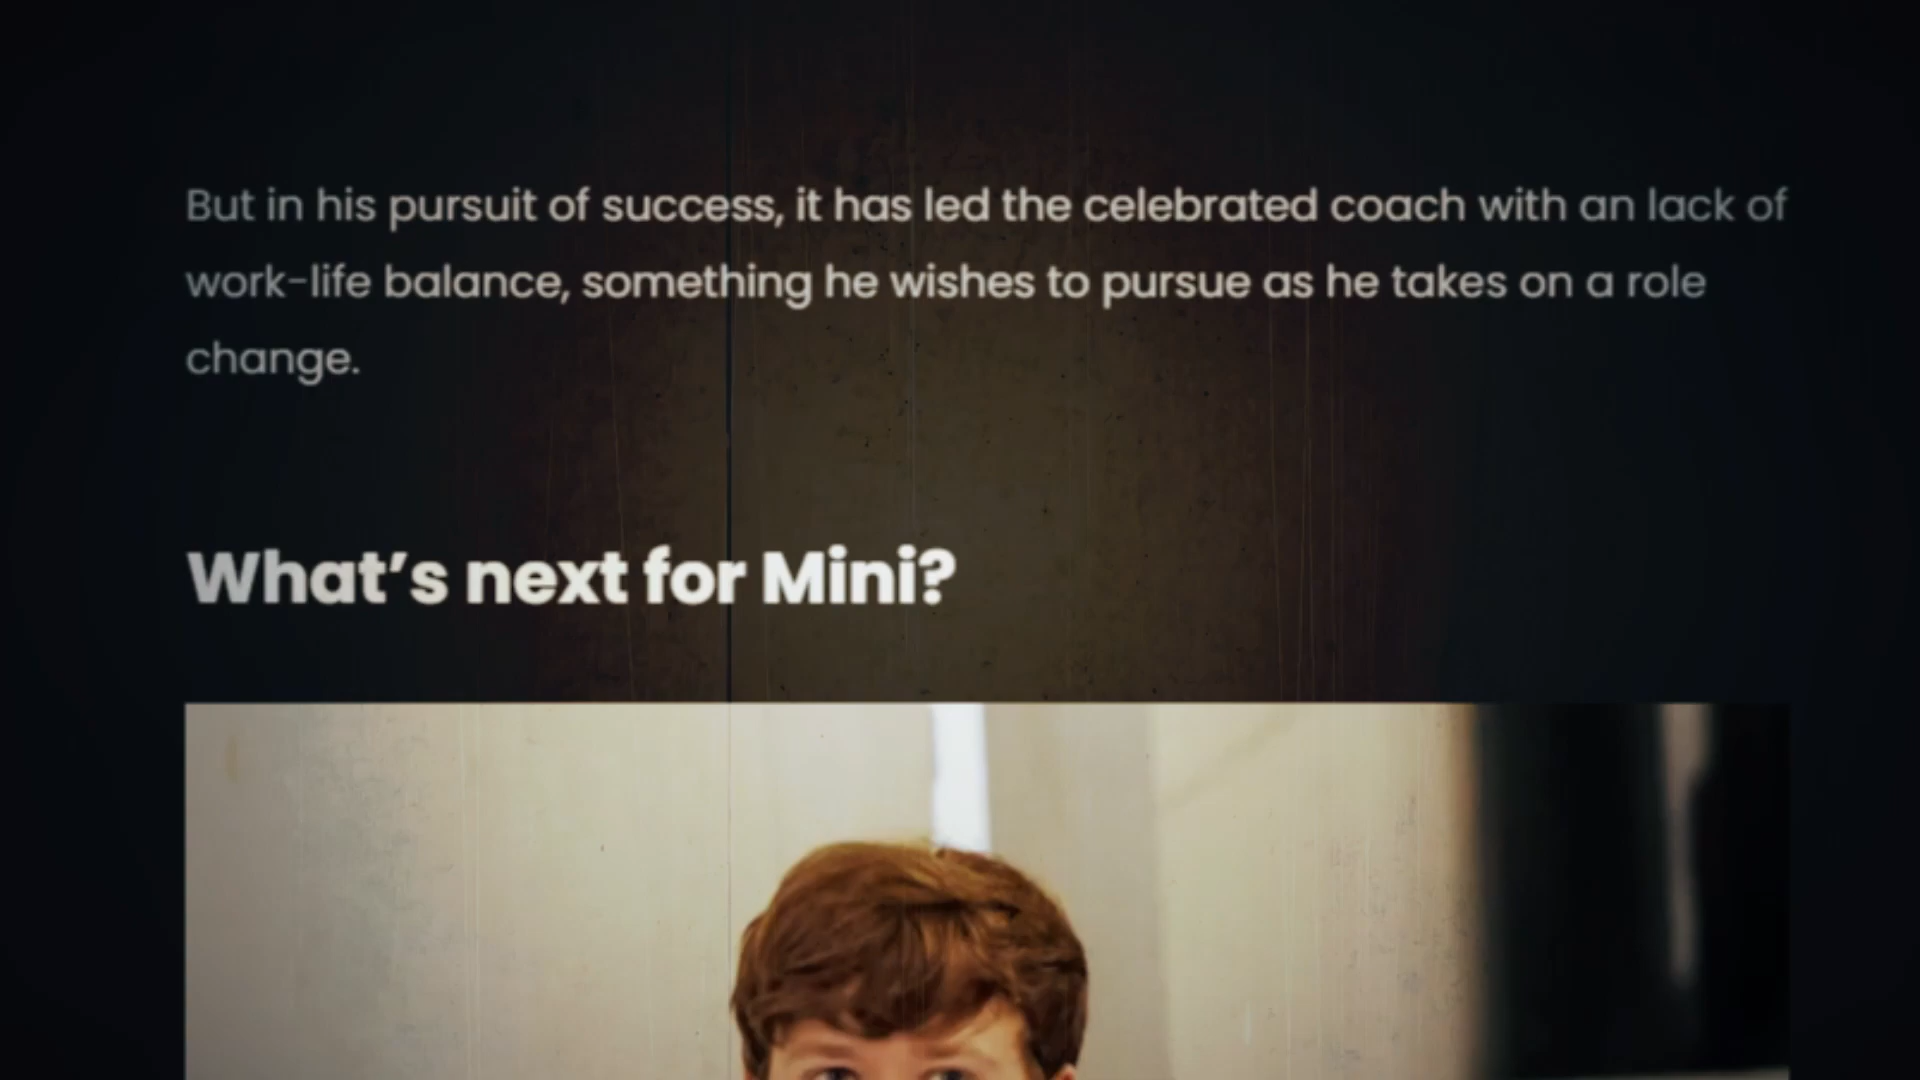 But in his pursuit of success, it has led the celebrated coach with an lack of
work-life balance, something he wishes to pursue as he takes on a role
change.
What’s next for Mini?